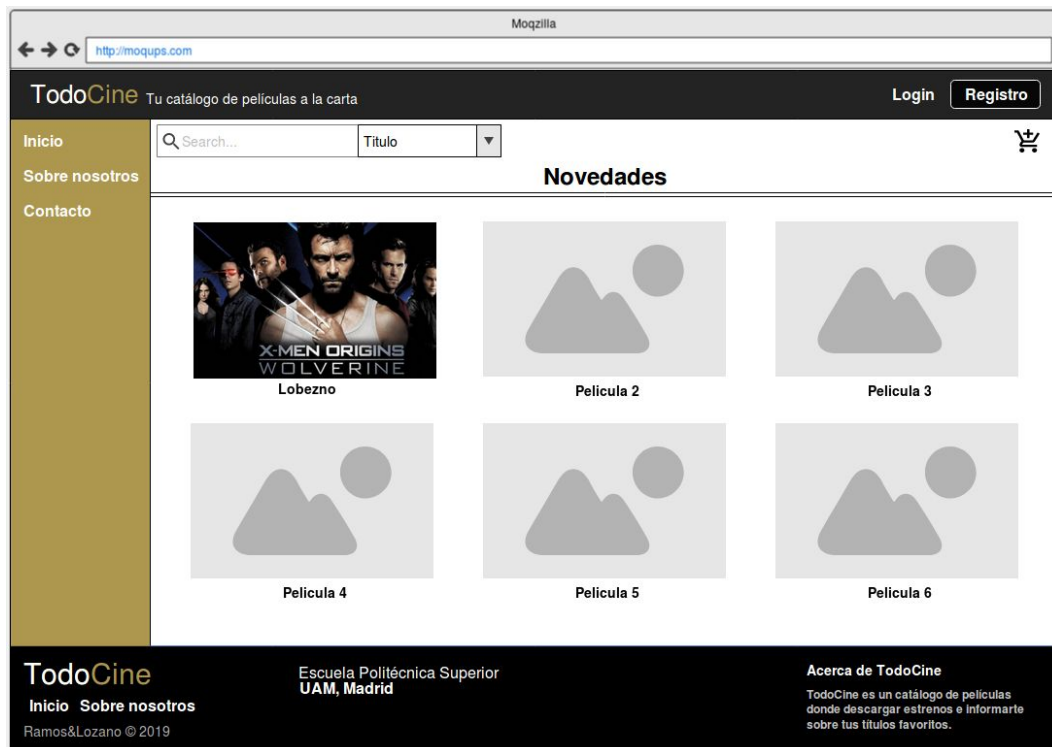 Moqzilla
http://moqups.com
TodoCine Tu catálogo de películas a la carta
Login Registro
Inicio
Sobre nosotros
Contacto
Search...
Titulo
Novedades
X-MEN ORIGINS
WOLVERINE
Lobezno
Pelicula 2
Pelicula 3
Pelicula 4
Pelicula 5
Pelicula 6
TodoCine
Inicio Sobre nosotros
Ramos&Lozano © 2019
Escuela Politécnica Superior
UAM, Madrid
Acerca de TodoCine
TodoCine es un catálogo de películas
donde descargar estrenos e informarte
sobre tus títulos favoritos.